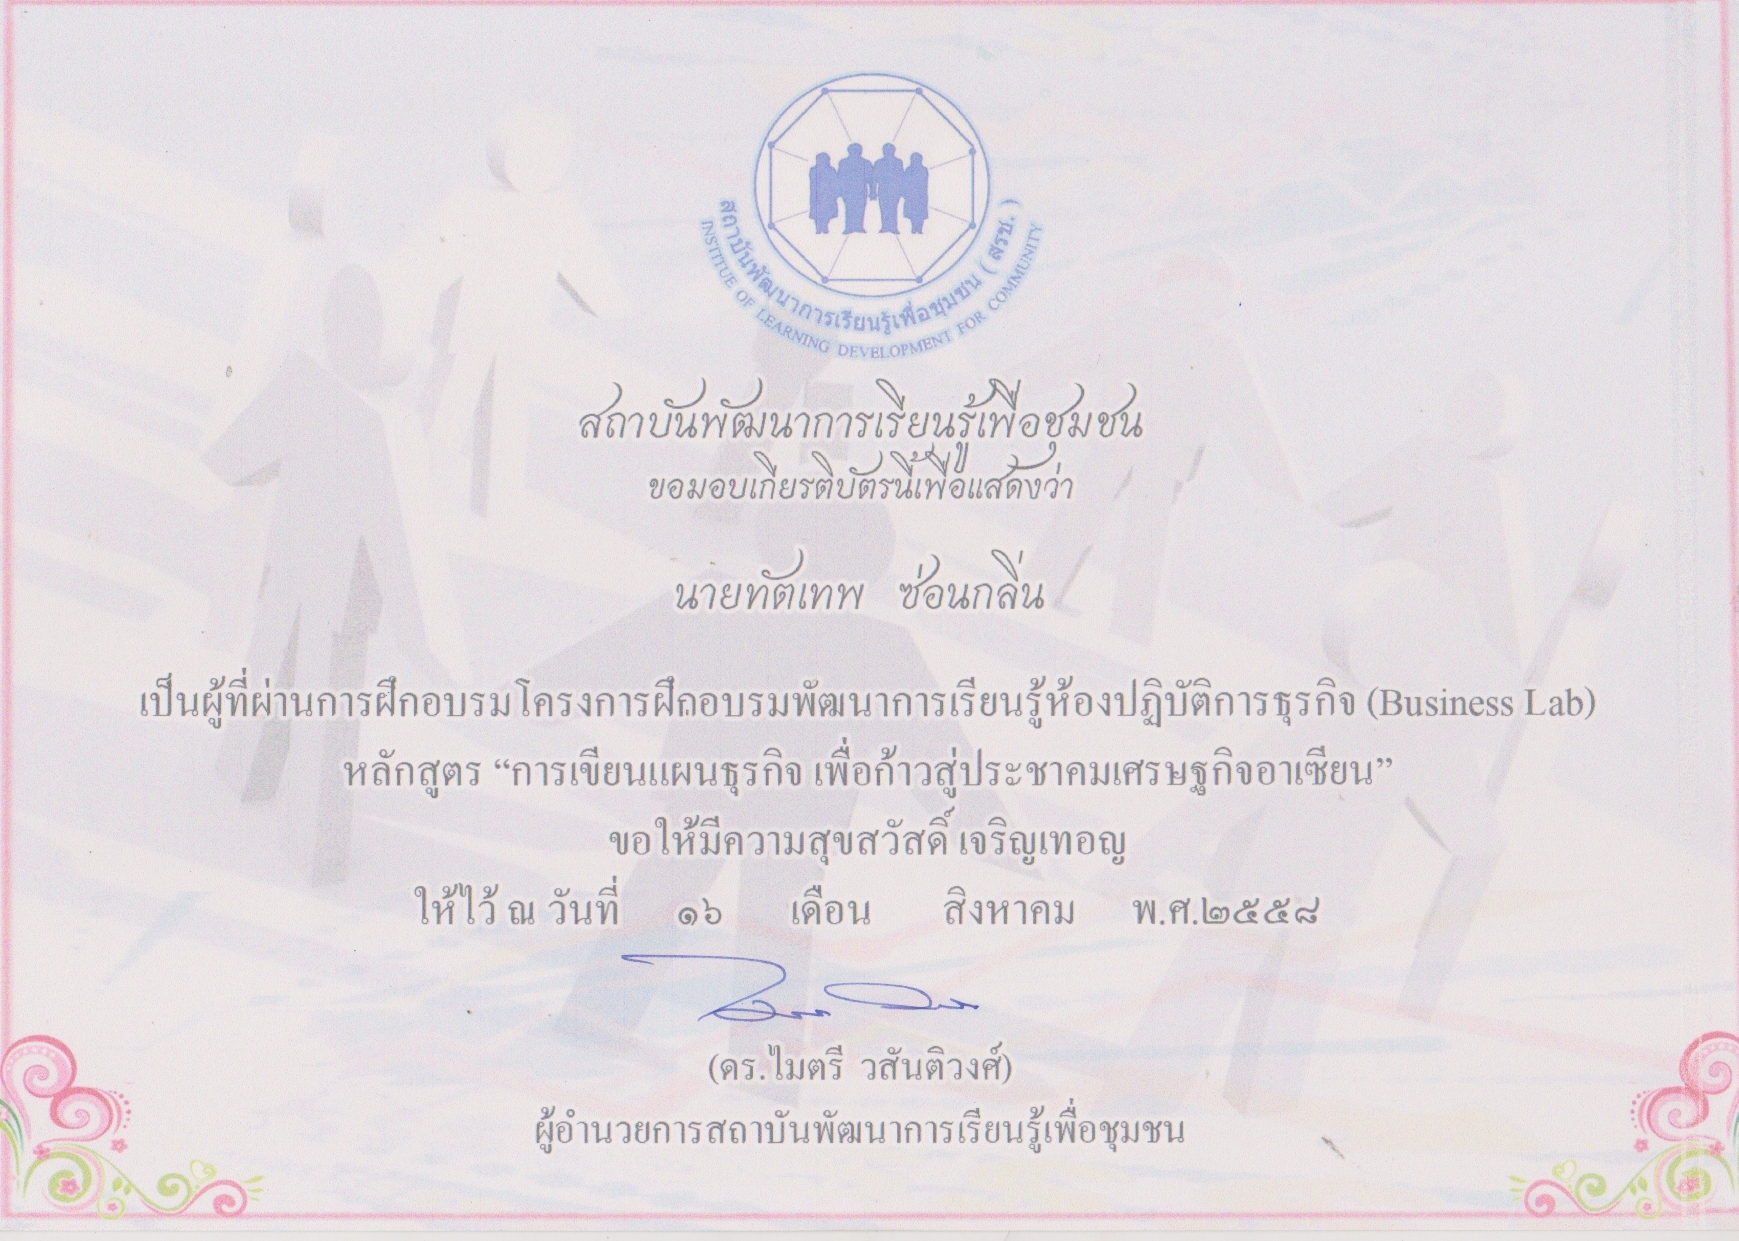 สถาบันพัฒนาการเรียนรู้เพื่อชุมชน ( สรช. )
INSTITUE OF LEARNING DEVELOPMENT FOR COMMUNITY
สถาบันพัฒนาการเรียนรู้เพื่อชุมชน
ขอมอบเกียรติบัตรนี้เพื่อแสดงว่า
นายทัตเทพ ซ่อนกลิ่น
เป็นผู้ที่ผ่านการฝึกอบรมโครงการฝึกอบรมพัฒนาการเรียนรู้ห้องปฏิบัติการธุรกิจ (Business Lab)
หลักสูตร “การเขียนแผนธุรกิจ เพื่อก้าวสู่ประชาคมเศรษฐกิจอาเซียน”
ขอให้มีความสุขสวัสดิ์ เจริญเทอญ
ให้ไว้ ณ วันที่ ๑๖ เดือน สิงหาคม พ.ศ.๒๕๕๘
(ดร.ไมตรี วสันติวงศ์)
ผู้อำนวยการสถาบันพัฒนาการเรียนรู้เพื่อชุมชน